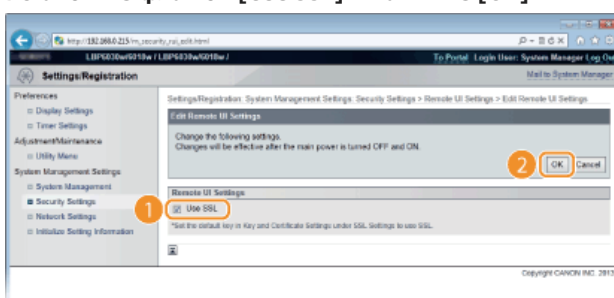 http://192.168.0.215/m_security_rui_edit.html
LBP6030w/6018w / LBP6030w/6018w /
To Portal Login User: System Manager Log Out
Settings/Registration
Mail to System Manager
Preferences
Display Settings
Timer Settings
Adjustment/Maintenance
Utility Menu
System Management Settings
System Management
Security Settings
Network Settings
Initialize Setting Information
Settings/Registration: System Management Settings: Security Settings > Remote UI Settings > Edit Remote UI Settings
Edit Remote UI Settings
Change the following settings.
Changes will be effective after the main power is turned OFF and ON.
2
OK
Cancel
Remote UI Settings
1
Use SSL
*Set the default key in Key and Certificate Settings under SSL Settings to use SSL.
Copyright CANON INC. 2013